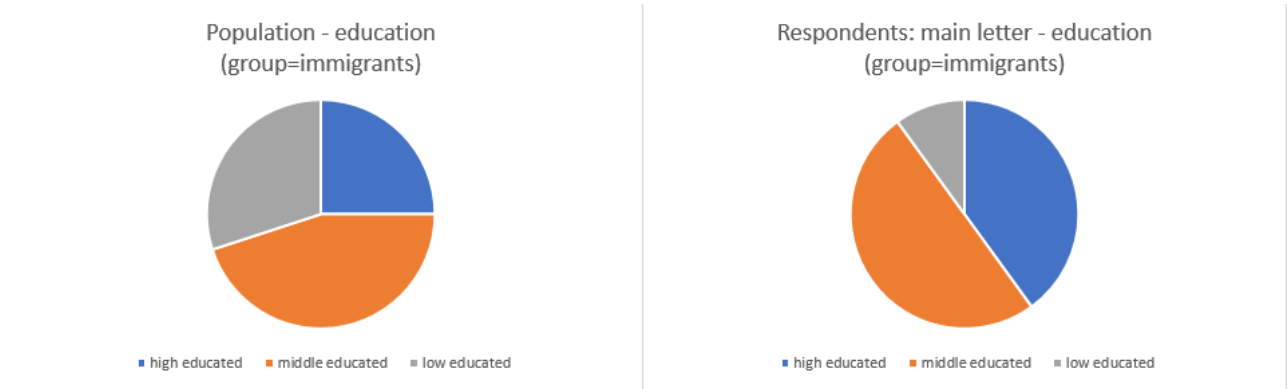 Population - education
(group=immigrants)
high educated middle educated low educated
Respondents: main letter - education
(group=immigrants)
high educated middle educated low educated